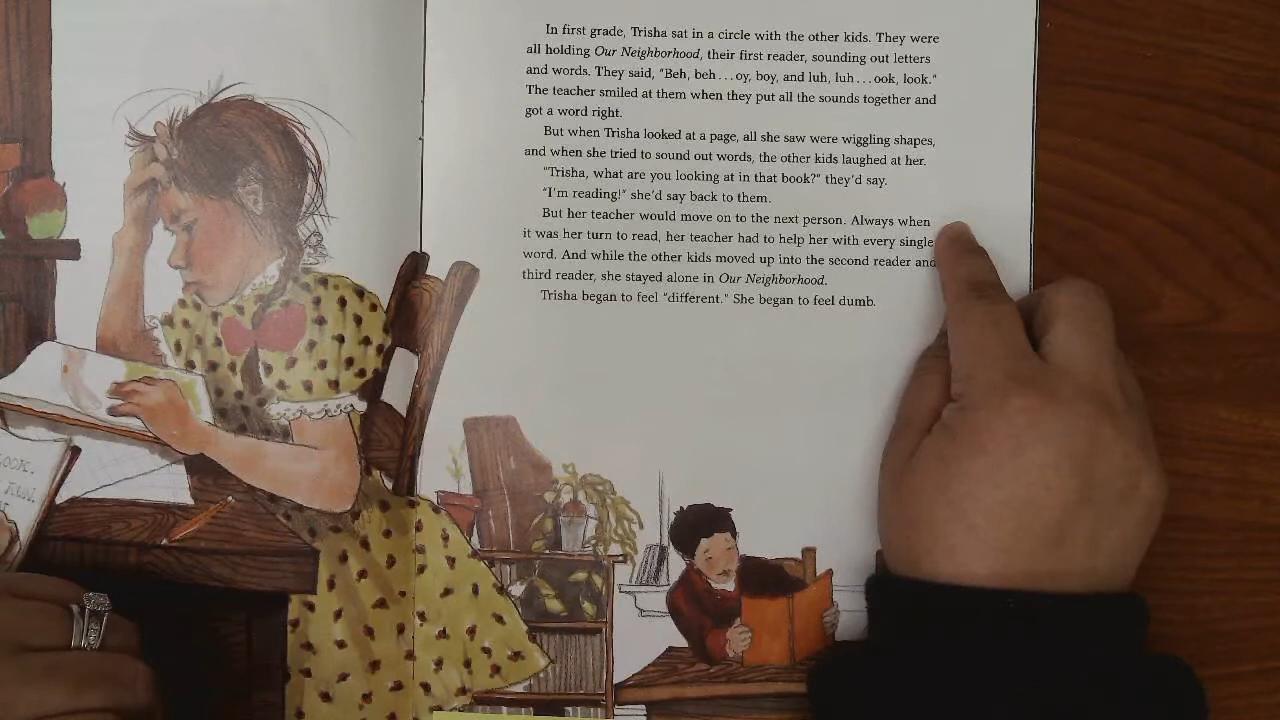 In first grade, Trisha sat in a circle with the other kids. They were
all holding Our Neighborhood, their first reader, sounding out letters
and words. They said, "Beh, beh...oy, boy, and luh, luh...ook, look."
The teacher smiled at them when they put all the sounds together and
got a word right.
But when Trisha looked at a page, all she saw were wiggling shapes,
and when she tried to sound out words, the other kids laughed at her.
"Trisha, what are you looking at in that book?" they'd say.
"I'm reading!" she'd say back to them.
But her teacher would move on to the next person. Always when
it was her turn to read, her teacher had to help her with every single
word. And while the other kids moved up into the second reader and
third reader, she stayed alone in Our Neighborhood.
Trisha began to feel "different." She began to feel dumb.